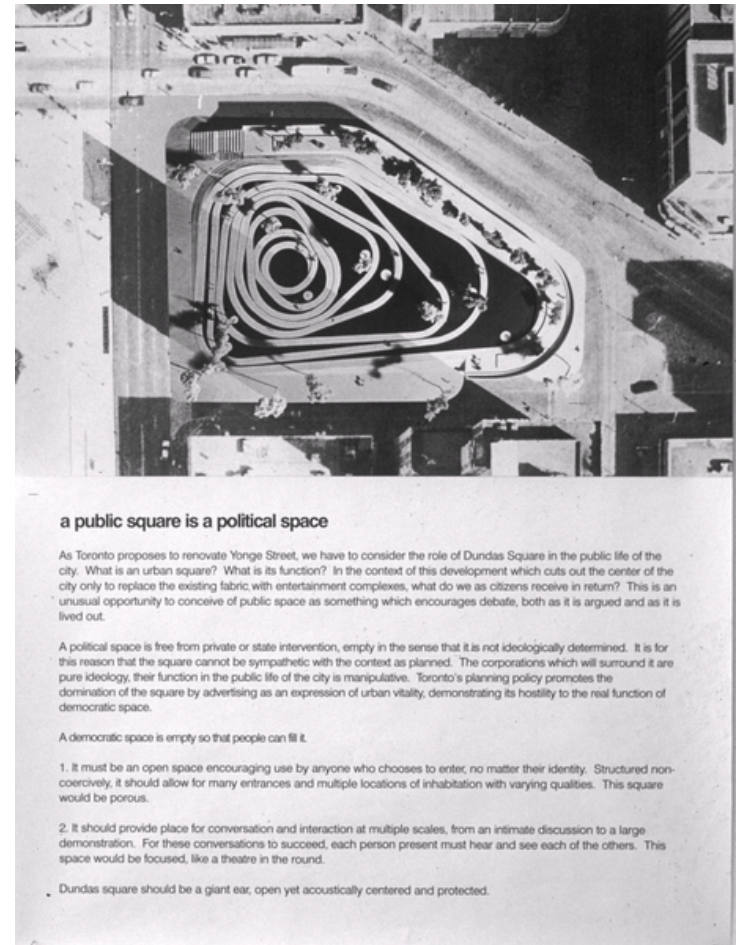 a public square is a political space
As Toronto proposes to renovate Yonge Street, we have to consider the role of Dundas Square in the public life of the
city. What is an urban square? What is its function? In the context of this development which cuts out the center of the
city only to replace the existing fabric with entertainment complexes, what do we as citizens receive in return? This is an
unusual opportunity to conceive of public space as something which encourages debate, both as it is argued and as it is
lived out.
A political space is free from private or state intervention, empty in the sense that it is not ideologically determined. It is for
this reason that the square cannot be sympathetic with the context as planned. The corporations which will surround it are
pure ideology, their function in the public life of the city is manipulative. Toronto's planning policy promotes the
domination of the square by advertising as an expression of urban vitality, demonstrating its hostility to the real function of
democratic space.
A democratic space is empty so that people can fill it.
1. It must be an open space encouraging use by anyone who chooses to enter, no matter their identity. Structured non-
coercively, it should allow for many entrances and multiple locations of inhabitation with varying qualities. This square
would be porous.
2. It should provide place for conversation and interaction at multiple scales, from an intimate discussion to a large
demonstration. For these conversations to succeed, each person present must hear and see each of the others. This
space would be focused, like a theatre in the round.
Dundas square should be a giant ear, open yet acoustically centered and protected.